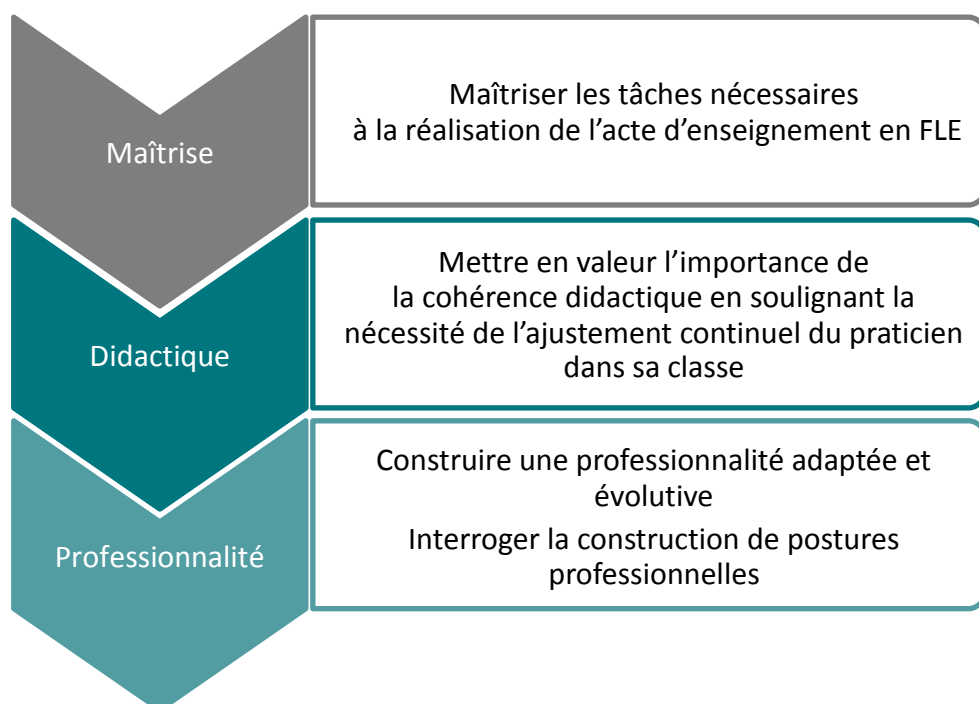 Maîtrise
Maîtriser les tâches nécessaires
à la réalisation de l’acte d’enseignement en FLE
Didactique
Mettre en valeur l’importance de
la cohérence didactique en soulignant la
nécessité de l’ajustement continuel du praticien
dans sa classe
Professionnalité
Construire une professionnalité adaptée et
évolutive
Interroger la construction de postures
professionnelles